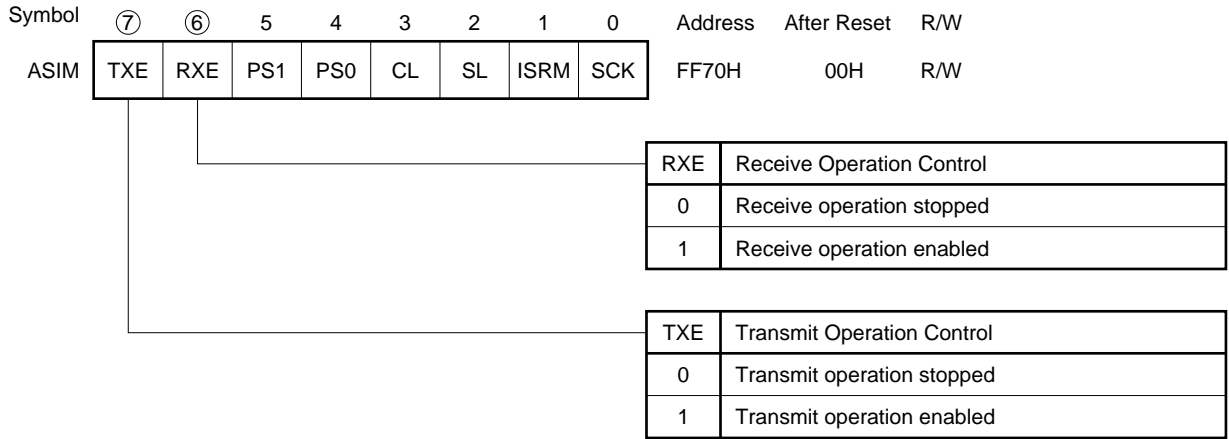 Symbol ⑦ ⑥ 5 4 3 2 1 0 Address After Reset R/W
ASIM TXE RXE PS1 PS0 CL SL ISRM SCK FF70H 00H R/W
RXE Receive Operation Control
0 Receive operation stopped
1 Receive operation enabled
TXE Transmit Operation Control
0 Transmit operation stopped
1 Transmit operation enabled